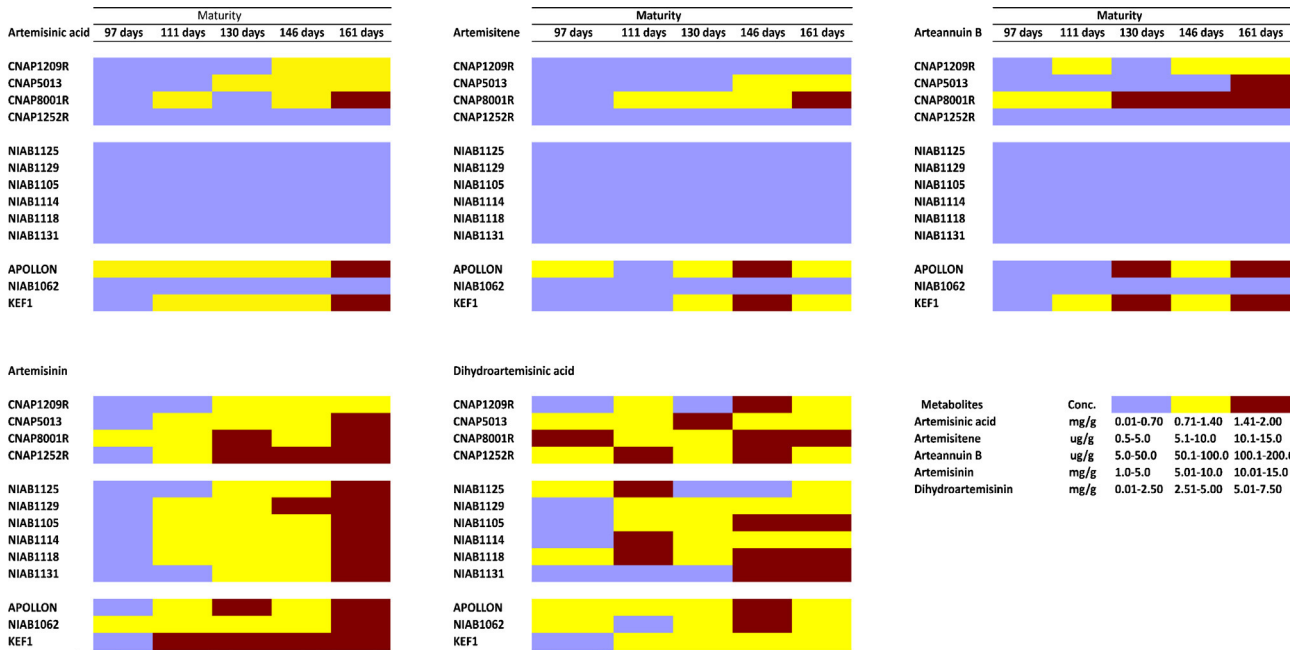 Maturity
Artemisinic acid 97 days 111 days 130 days 146 days 161 days
CNAP1209R
CNAP5013
CNAP8001R
CNAP1252R
NIAB1125
NIAB1129
NIAB1105
NIAB1114
NIAB1118
NIAB1131
APOLLON
NIAB1062
KEF1
Maturity
Artemisitene 97 days 111 days 130 days 146 days 161 days
CNAP1209R
CNAP5013
CNAP8001R
CNAP1252R
NIAB1125
NIAB1129
NIAB1105
NIAB1114
NIAB1118
NIAB1131
APOLLON
NIAB1062
KEF1
Maturity
Arteannuin B 97 days 111 days 130 days 146 days 161 days
CNAP1209R
CNAP5013
CNAP8001R
CNAP1252R
NIAB1125
NIAB1129
NIAB1105
NIAB1114
NIAB1118
NIAB1131
APOLLON
NIAB1062
KEF1
Artemisinin
CNAP1209R
CNAP5013
CNAP8001R
CNAP1252R
NIAB1125
NIAB1129
NIAB1105
NIAB1114
NIAB1118
NIAB1131
APOLLON
NIAB1062
KEF1
Dihydroartemisinic acid
CNAP1209R
CNAP5013
CNAP8001R
CNAP1252R
NIAB1125
NIAB1129
NIAB1105
NIAB1114
NIAB1118
NIAB1131
APOLLON
NIAB1062
KEF1
Metabolites Conc.
Artemisinic acid mg/g 0.01-0.70 0.71-1.40 1.41-2.00
Artemisitene ug/g 0.5-5.0 5.1-10.0 10.1-15.0
Arteannuin B ug/g 5.0-50.0 50.1-100.0 100.1-200.0
Artemisinin mg/g 1.0-5.0 5.01-10.0 10.01-15.0
Dihydroartemisinin mg/g 0.01-2.50 2.51-5.00 5.01-7.50